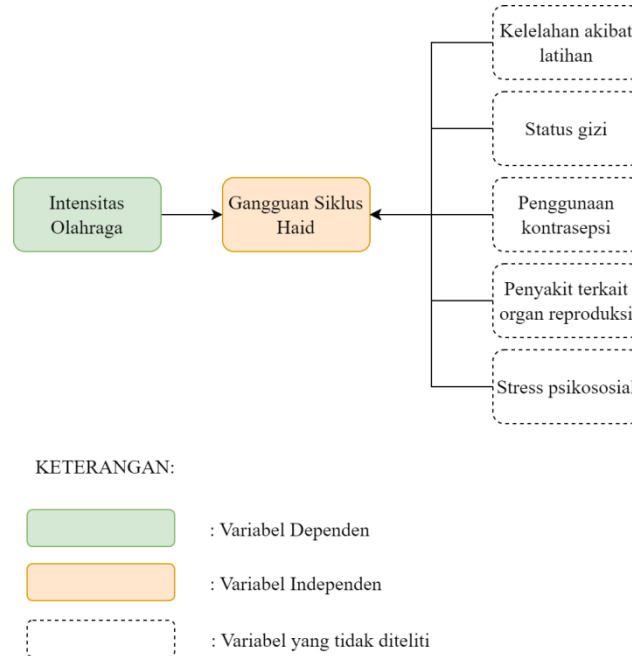 Kelelahan akibat
latihan
Status gizi
Intensitas
Olahraga
Gangguan Siklus
Haid
Penggunaan
kontrasepsi
Penyakit terkait
organ reproduksi
Stress psikososial
KETERANGAN:
: Variabel Dependen
: Variabel Independen
: Variabel yang tidak diteliti